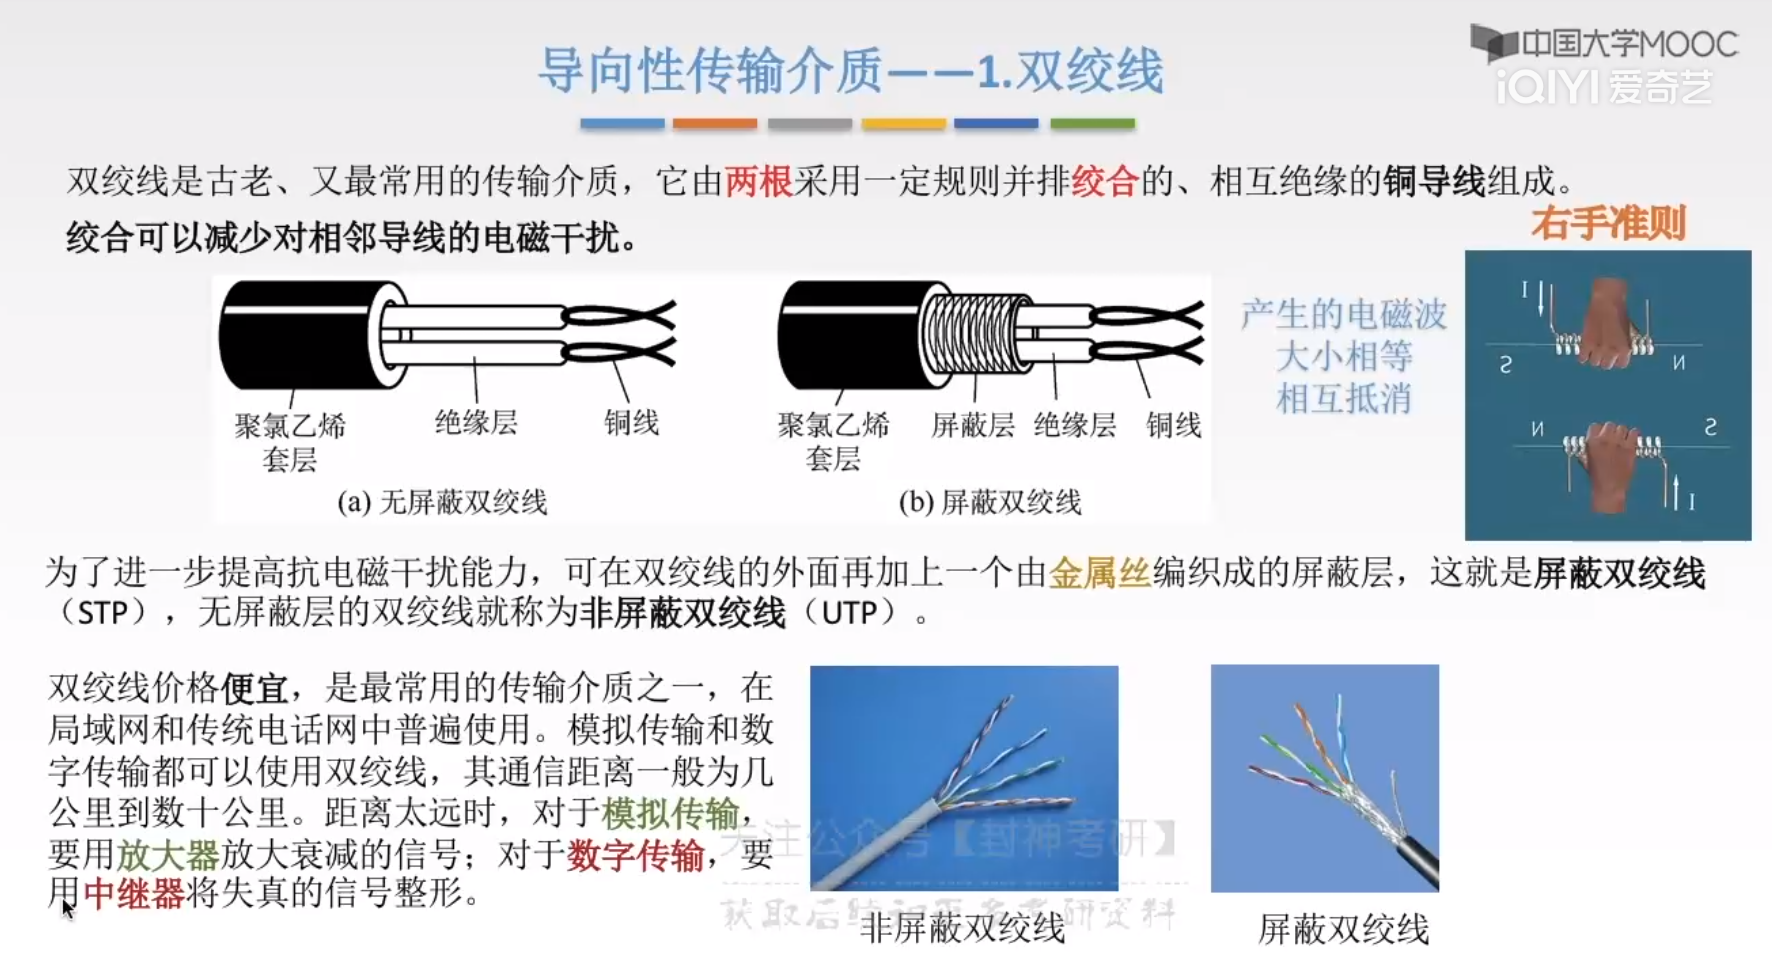 中国大学MOOC
iQIYI 爱奇艺
导向性传输介质——1.双绞线
双绞线是古老、又最常用的传输介质，它由两根采用一定规则并排绞合的、相互绝缘的铜导线组成。
绞合可以减少对相邻导线的电磁干扰。
右手准则
产生的电磁波
大小相等
相互抵消
I
S
N
N
S
I
聚氯乙烯
套层
绝缘层
铜线
(a) 无屏蔽双绞线
聚氯乙烯
套层
屏蔽层
绝缘层
铜线
(b) 屏蔽双绞线
为了进一步提高抗电磁干扰能力，可在双绞线的外面再加上一个由金属丝编织成的屏蔽层，这就是屏蔽双绞线
（STP），无屏蔽层的双绞线就称为非屏蔽双绞线（UTP）。
双绞线价格便宜，是最常用的传输介质之一，在
局域网和传统电话网中普遍使用。模拟传输和数
字传输都可以使用双绞线，其通信距离一般为几
公里到数十公里。距离太远时，对于模拟传输，
要用放大器放大衰减的信号；对于数字传输，要
用中继器将失真的信号整形。
关注公众号【封神考研】
非屏蔽双绞线
屏蔽双绞线